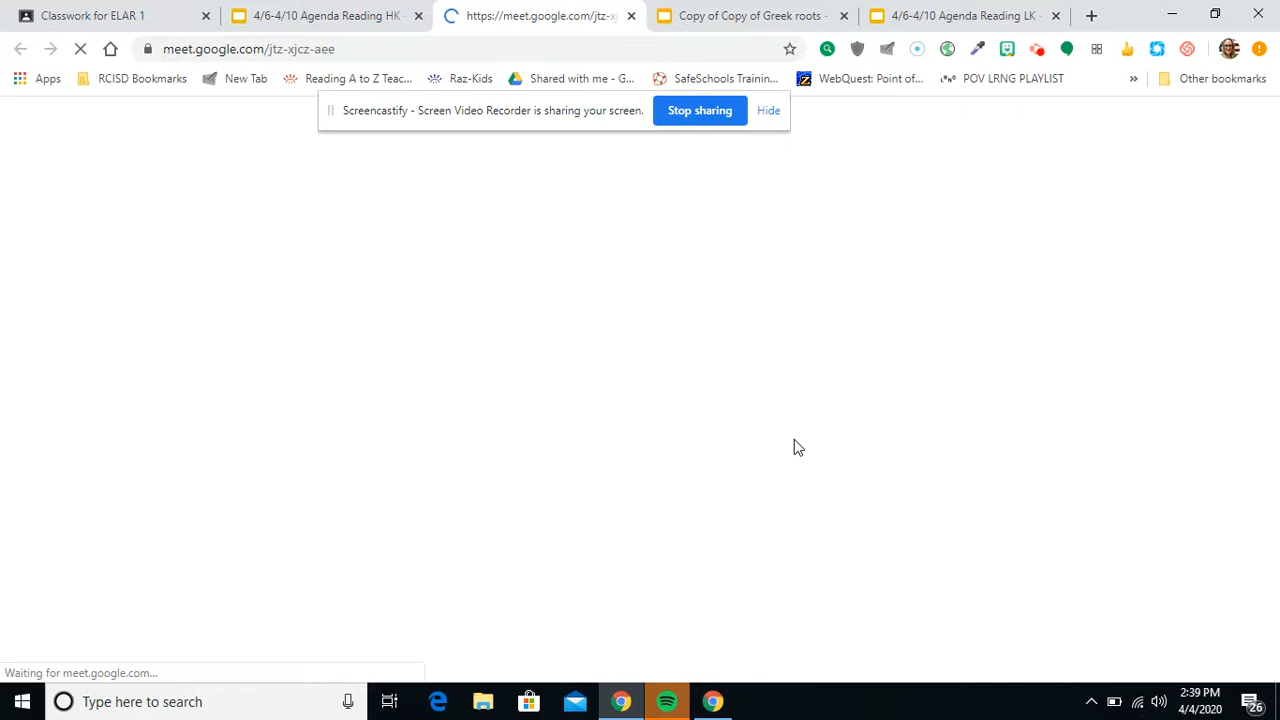 Classwork for ELAR 1
4/6-4/10 Agenda Reading HK
https://meet.google.com/jtz-xj
Copy of Copy of Greek roots -
4/6-4/10 Agenda Reading LK -
meet.google.com/jtz-xjcz-aee
Apps
RCISD Bookmarks
New Tab
Reading A to Z Teac...
Raz-Kids
Shared with me - G...
SafeSchools Trainin...
WebQuest: Point of...
POV LRNG PLAYLIST
»
Other bookmarks
Screencastify - Screen Video Recorder is sharing your screen.
Stop sharing
Hide
Waiting for meet.google.com...
Type here to search
2:39 PM
4/4/2020
26